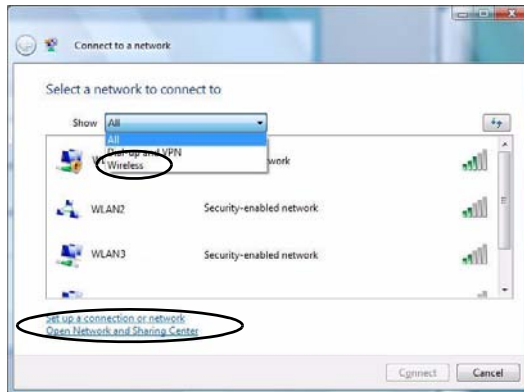 Connect to a network
Select a network to connect to
Show All
All
Dial-up and VPN
Wireless
WLAN2 Security-enabled network
WLAN3 Security-enabled network
Set up a connection or network
Open Network and Sharing Center
Connect Cancel